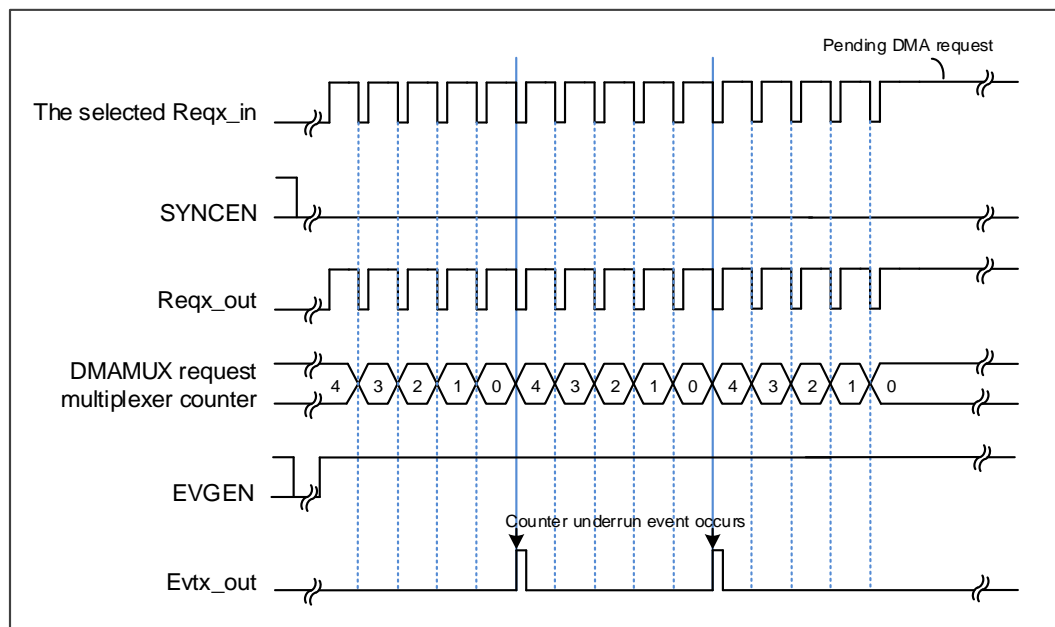 Pending DMA request
The selected Reqx_in
SYNCEN
Reqx_out
DMAMUX request
multiplexer counter
4 3 2 1 0 4 3 2 1 0 4 3 2 1 0
EVGEN
Counter underrun event occurs
Evtx_out